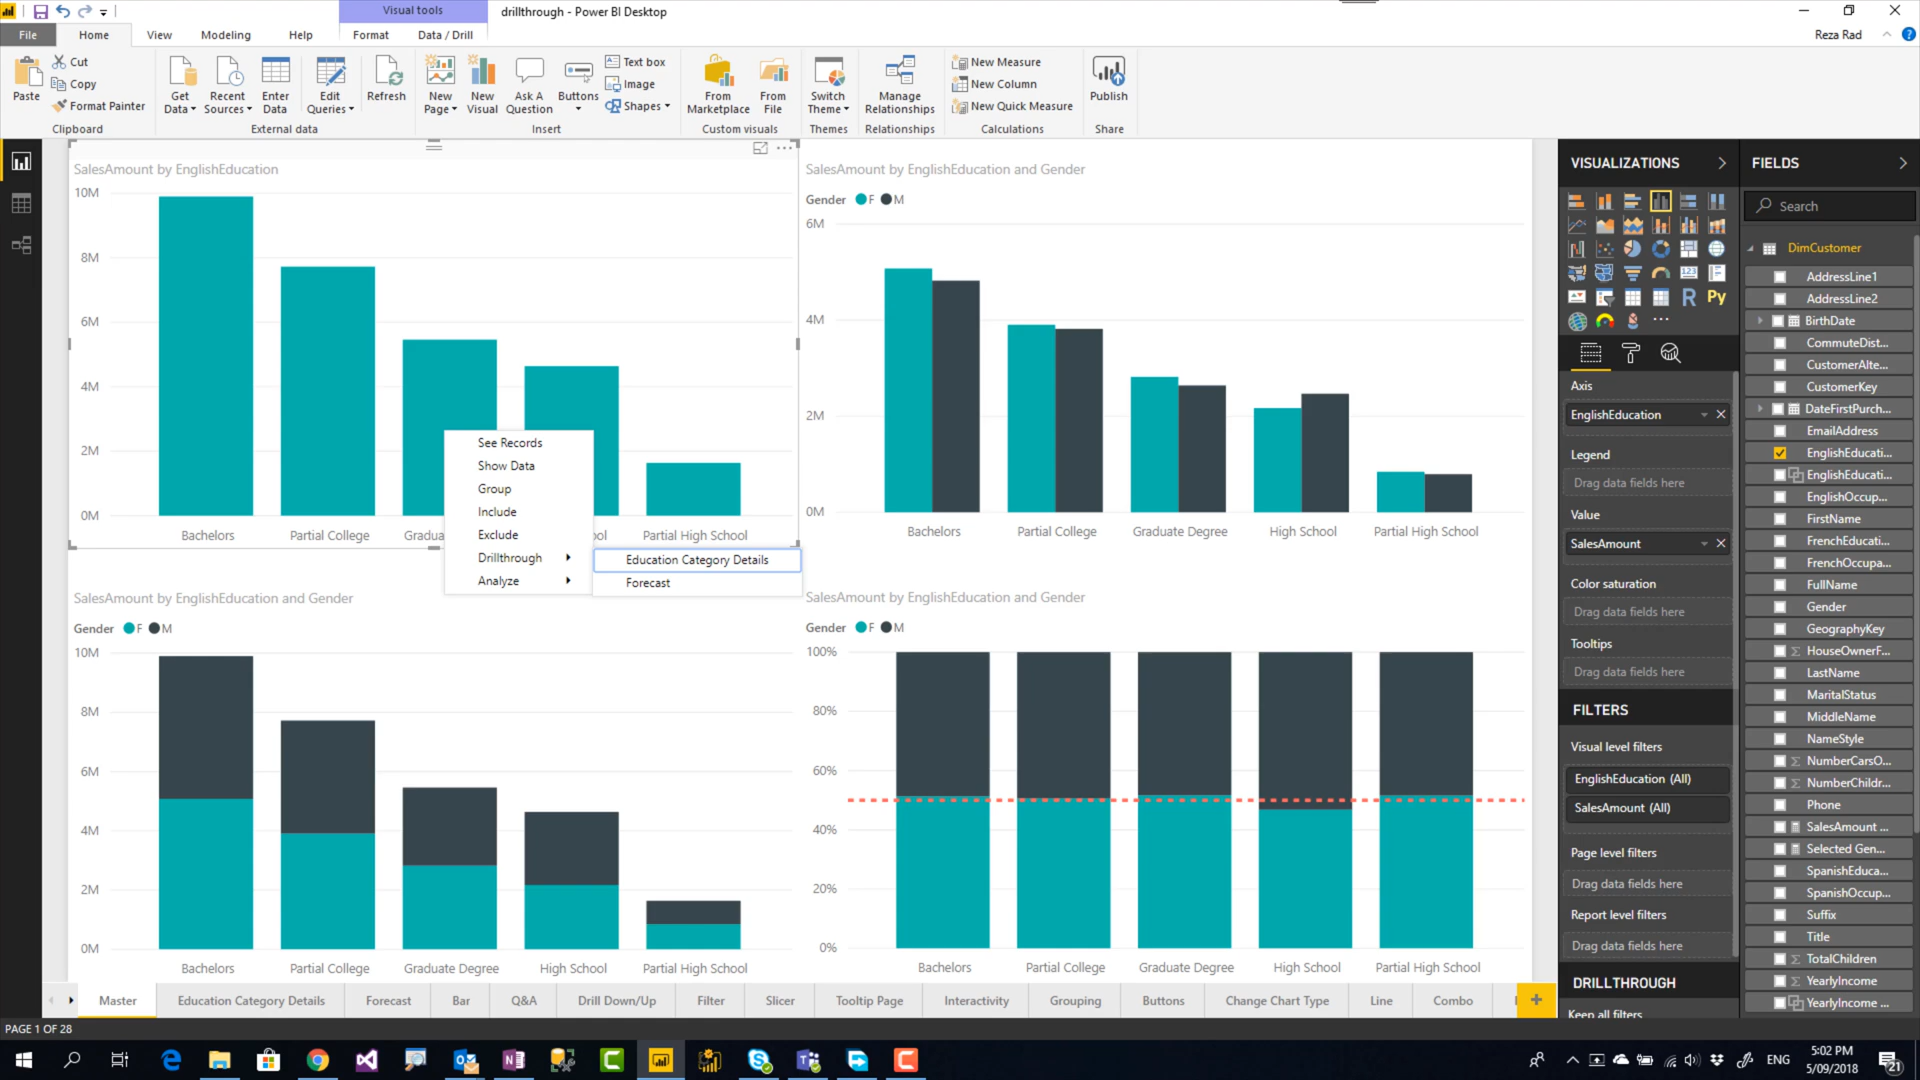 Visual tools
drillthrough - Power BI Desktop
File
Home
View
Modeling
Help
Format
Data / Drill
Reza Rad
Paste
Cut
Copy
Format Painter
Clipboard
Get Data
Recent Sources
Enter Data
Edit Queries
Refresh
External data
New Page
New Visual
Ask A Question
Buttons
Text box
Image
Shapes
Insert
From Marketplace
From File
Custom visuals
Switch Theme
Themes
Manage Relationships
Relationships
New Measure
New Column
New Quick Measure
Calculations
Publish
Share
SalesAmount by EnglishEducation
10M
8M
6M
4M
2M
0M
Bachelors
Partial College
Gradua
ool
Partial High School
See Records
Show Data
Group
Include
Exclude
Drillthrough
Analyze
Education Category Details
Forecast
SalesAmount by EnglishEducation and Gender
Gender F M
6M
4M
2M
0M
Bachelors
Partial College
Graduate Degree
High School
Partial High School
SalesAmount by EnglishEducation and Gender
Gender F M
10M
8M
6M
4M
2M
0M
Bachelors
Partial College
Graduate Degree
High School
Partial High School
SalesAmount by EnglishEducation and Gender
Gender F M
100%
80%
60%
40%
20%
0%
Bachelors
Partial College
Graduate Degree
High School
Partial High School
VISUALIZATIONS
123
R
Py
Axis
EnglishEducation
Legend
Drag data fields here
Value
SalesAmount
Color saturation
Drag data fields here
Tooltips
Drag data fields here
FILTERS
Visual level filters
EnglishEducation (All)
SalesAmount (All)
Page level filters
Drag data fields here
Report level filters
Drag data fields here
DRILLTHROUGH
Keep all filters
FIELDS
Search
DimCustomer
AddressLine1
AddressLine2
BirthDate
CommuteDist...
CustomerAlte...
CustomerKey
DateFirstPurch...
EmailAddress
EnglishEducati...
EnglishEducati...
EnglishOccup...
FirstName
FrenchEducati...
FrenchOccupa...
FullName
Gender
GeographyKey
HouseOwnerF...
LastName
MaritalStatus
MiddleName
NameStyle
NumberCarsO...
NumberChildr...
Phone
SalesAmount ...
Selected Gen...
SpanishEduca...
SpanishOccup...
Suffix
Title
TotalChildren
YearlyIncome
YearlyIncome ...
Master
Education Category Details
Forecast
Bar
Q&A
Drill Down/Up
Filter
Slicer
Tooltip Page
Interactivity
Grouping
Buttons
Change Chart Type
Line
Combo
PAGE 1 OF 28
ENG
5:02 PM
5/09/2018
21